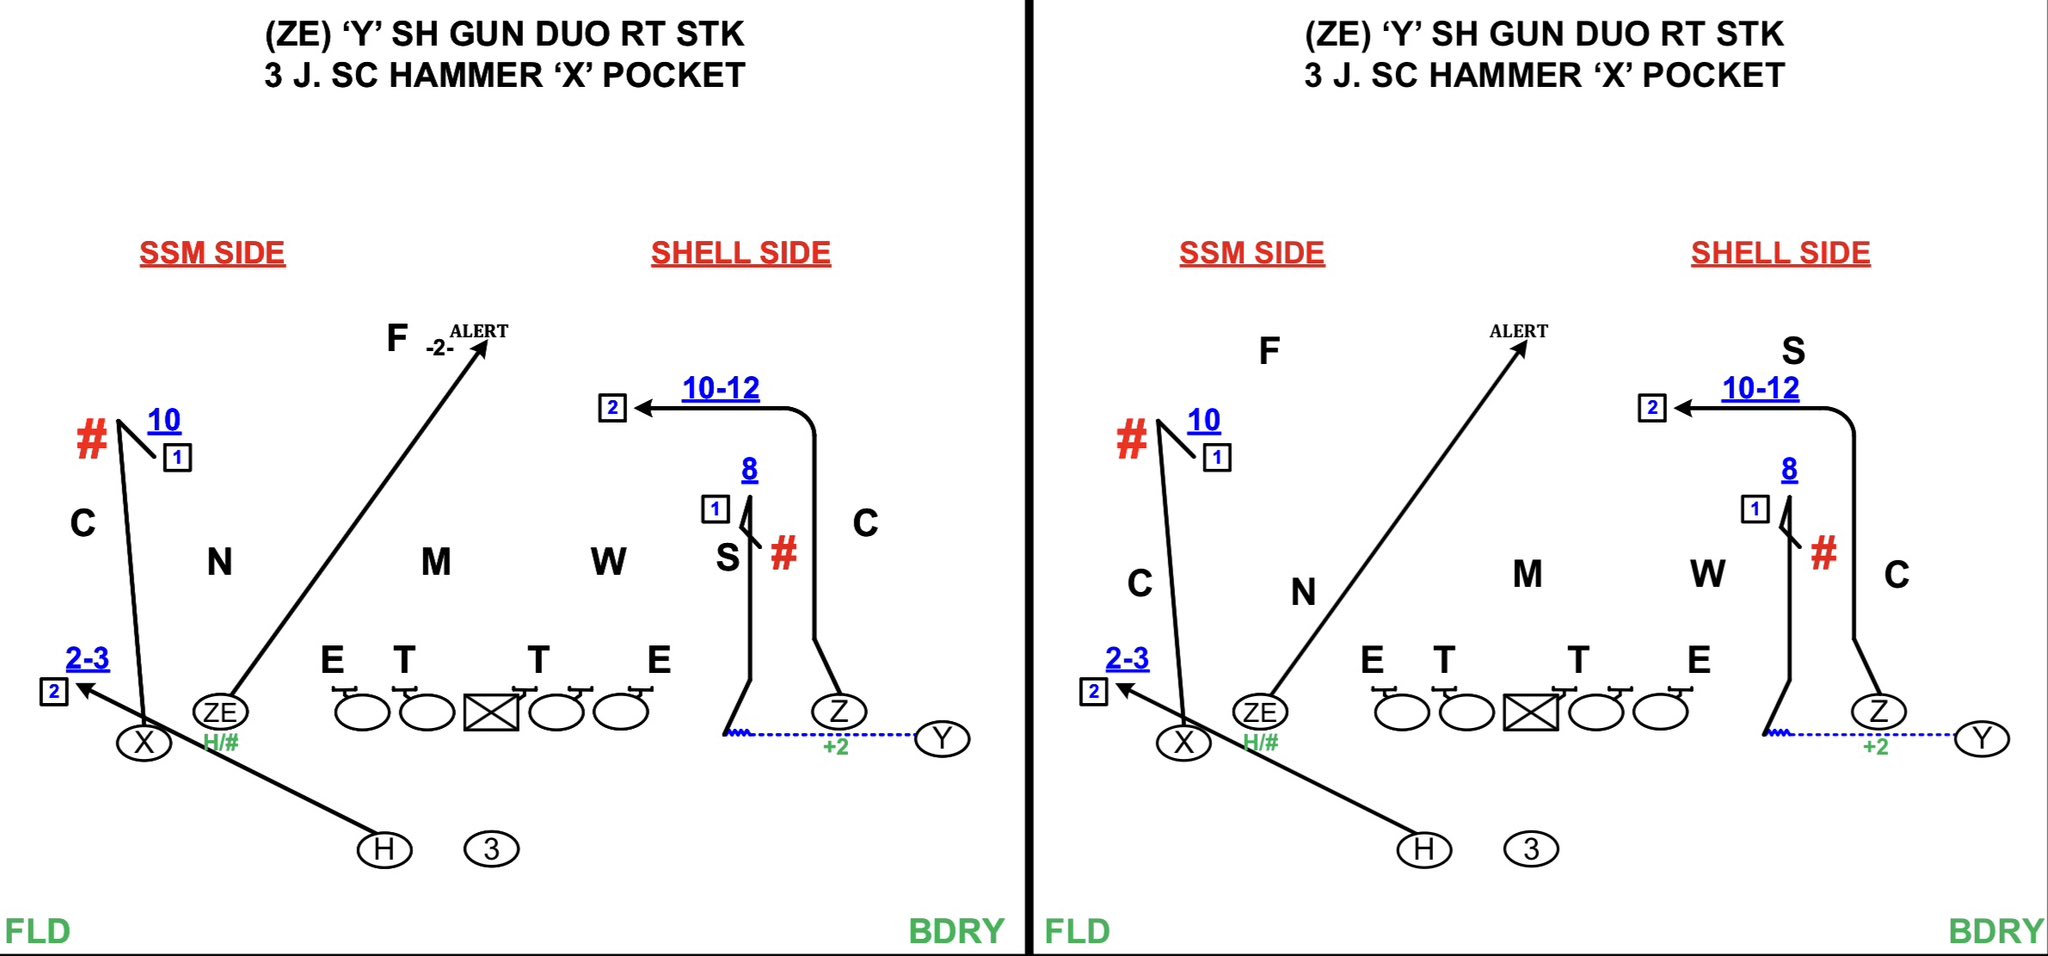 (ZE) ‘Y’ SH GUN DUO RT STK
3 J. SC HAMMER ‘X’ POCKET
SSM SIDE
SHELL SIDE
F -2- ALERT
10-12
2
# 10
1
8
1
C
N
M
W
S
#
C
2-3
2
E T T E
X
ZE
H/#
Z
+2
Y
H
3
FLD
BDRY
(ZE) ‘Y’ SH GUN DUO RT STK
3 J. SC HAMMER ‘X’ POCKET
SSM SIDE
SHELL SIDE
F
ALERT
S
10-12
2
# 10
1
8
1
#
C
N
M
W
C
2-3
2
E T T E
X
ZE
H/#
Z
+2
Y
H
3
FLD
BDRY